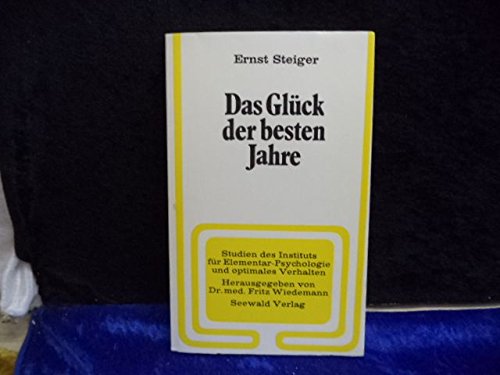 Ernst Steiger
Das Glück
der besten
Jahre
Studien des Instituts
für Elementar-Psychologie
und optimales Verhalten
Herausgegeben von
Dr. med. Fritz Wiedemann
Seewald Verlag